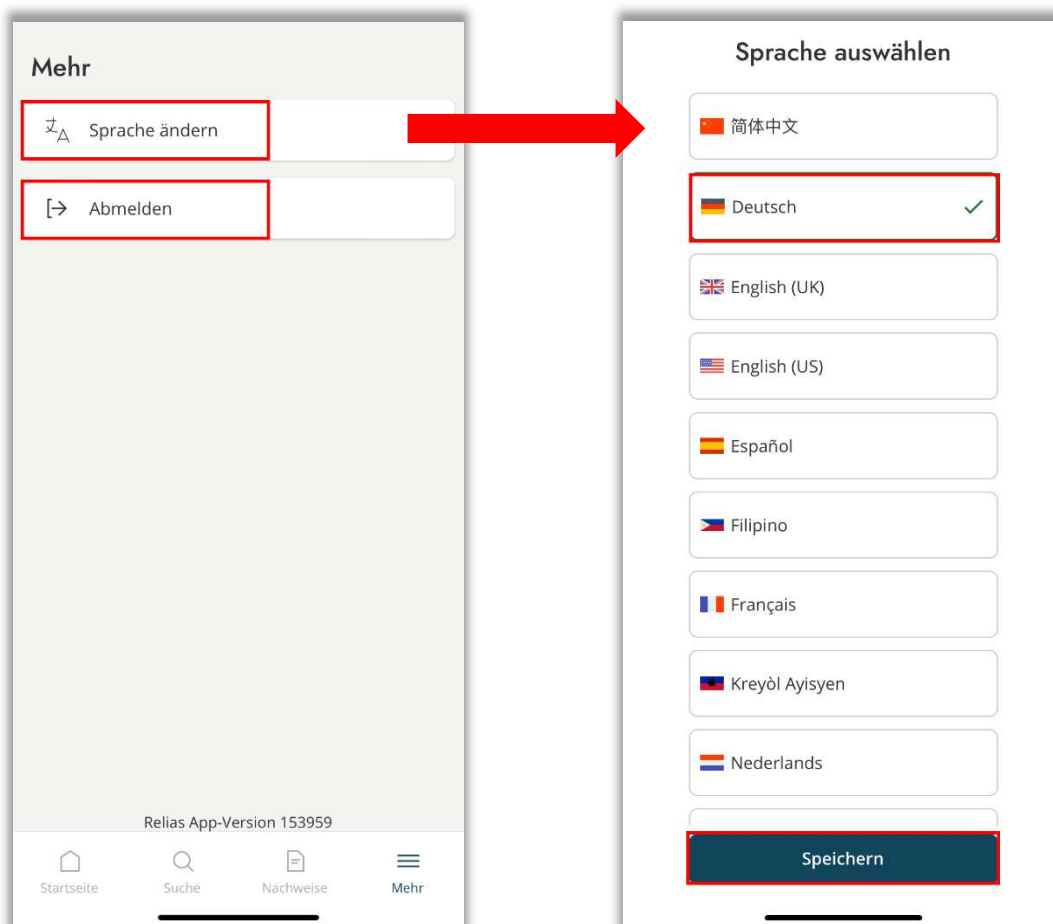 Mehr
Sprache ändern
Abmelden
Relias App-Version 153959
Startseite
Suche
Nachweise
Mehr
Sprache auswählen
简体中文
Deutsch
English (UK)
English (US)
Español
Filipino
Français
Kreyòl Ayisyen
Nederlands
Speichern